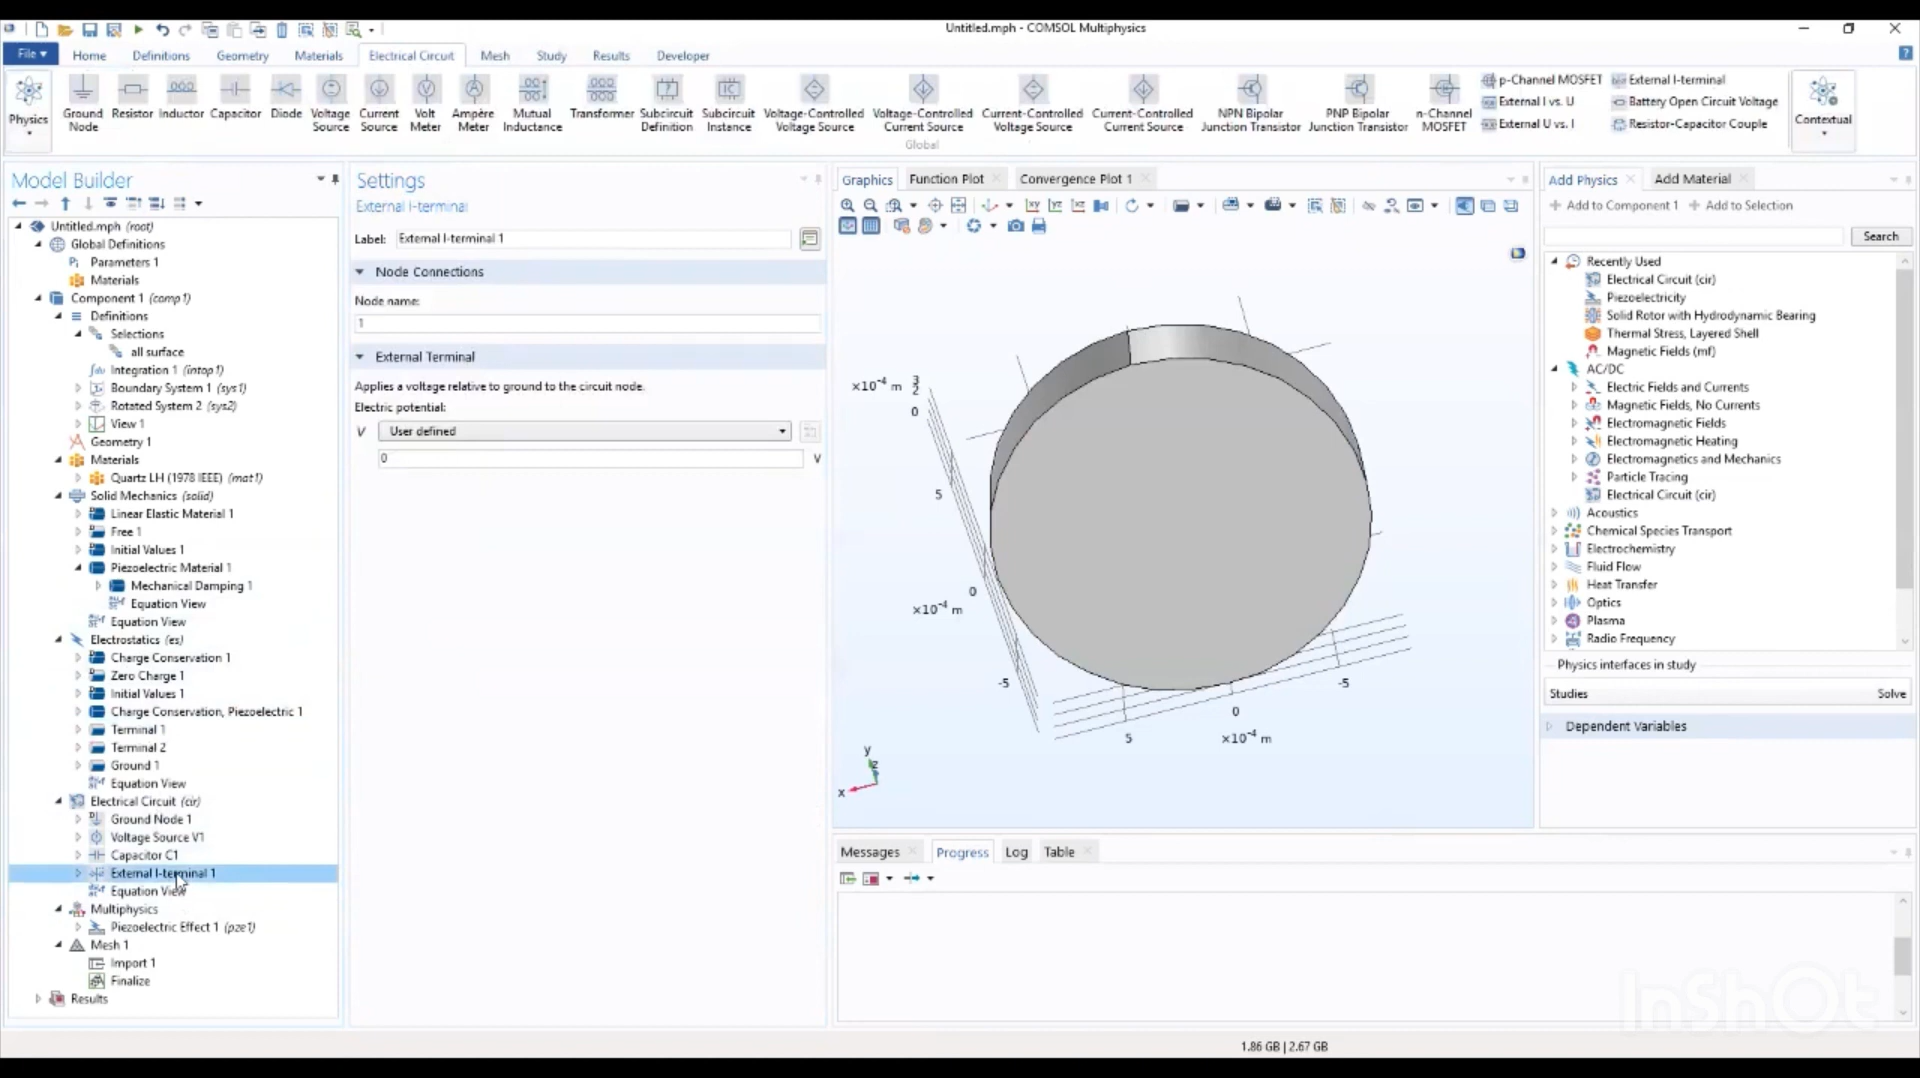 Untitled.mph - COMSOL Multiphysics
File
Home
Definitions
Geometry
Materials
Electrical Circuit
Mesh
Study
Results
Developer
Physics
Ground Node
Resistor
Inductor
Capacitor
Diode
Voltage Source
Current Source
Volt Meter
Ampère Meter
Mutual Inductance
Transformer
Subcircuit Definition
Subcircuit Instance
Voltage-Controlled Voltage Source
Voltage-Controlled Current Source
Current-Controlled Voltage Source
Current-Controlled Current Source
NPN Bipolar Junction Transistor
PNP Bipolar Junction Transistor
n-Channel MOSFET
p-Channel MOSFET
External I vs. U
External U vs. I
External I-terminal
Battery Open Circuit Voltage
Resistor-Capacitor Couple
Contextual
Global
Model Builder
Untitled.mph (root)
Global Definitions
Parameters 1
Materials
Component 1 (comp1)
Definitions
Selections
all surface
Integration 1 (intop1)
Boundary System 1 (sys1)
Rotated System 2 (sys2)
View 1
Geometry 1
Materials
Quartz LH (1978 IEEE) (mat1)
Solid Mechanics (solid)
Linear Elastic Material 1
Free 1
Initial Values 1
Piezoelectric Material 1
Mechanical Damping 1
Equation View
Equation View
Electrostatics (es)
Charge Conservation 1
Zero Charge 1
Initial Values 1
Charge Conservation, Piezoelectric 1
Terminal 1
Terminal 2
Ground 1
Equation View
Electrical Circuit (cir)
Ground Node 1
Voltage Source V1
Capacitor C1
External I-terminal 1
Equation View
Multiphysics
Piezoelectric Effect 1 (pze1)
Mesh 1
Import 1
Finalize
Results
Settings
External I-terminal
Label: External I-terminal 1
Node Connections
Node name:
1
External Terminal
Applies a voltage relative to ground to the circuit node.
Electric potential:
V User defined
0 V
Graphics
Function Plot
Convergence Plot 1
×10⁻⁴ m
3
2
0
5
0
×10⁻⁴ m
-5
-5
0
5
×10⁻⁴ m
y
z
x
Messages
Progress
Log
Table
Add Physics
Add Material
+ Add to Component 1 + Add to Selection
Search
Recently Used
Electrical Circuit (cir)
Piezoelectricity
Solid Rotor with Hydrodynamic Bearing
Thermal Stress, Layered Shell
Magnetic Fields (mf)
AC/DC
Electric Fields and Currents
Magnetic Fields, No Currents
Electromagnetic Fields
Electromagnetic Heating
Electromagnetics and Mechanics
Particle Tracing
Electrical Circuit (cir)
Acoustics
Chemical Species Transport
Electrochemistry
Fluid Flow
Heat Transfer
Optics
Plasma
Radio Frequency
Physics interfaces in study
Studies Solve
Dependent Variables
InShOt
1.86 GB | 2.67 GB